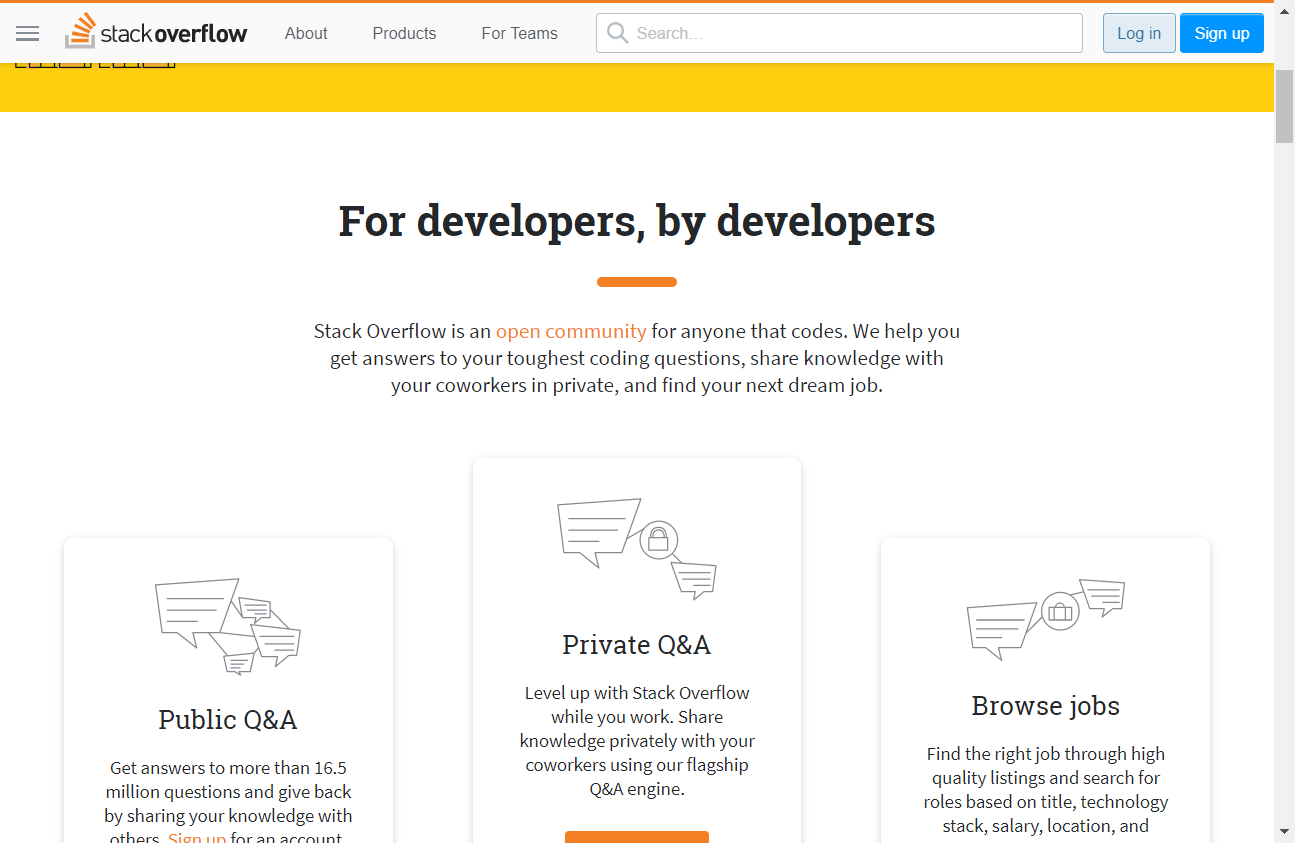 stackoverflow About Products For Teams Search… Log in Sign up
For developers, by developers
Stack Overflow is an open community for anyone that codes. We help you
get answers to your toughest coding questions, share knowledge with
your coworkers in private, and find your next dream job.
Public Q&A
Get answers to more than 16.5
million questions and give back
by sharing your knowledge with
others. Sign up for an account.
Private Q&A
Level up with Stack Overflow
while you work. Share
knowledge privately with your
coworkers using our flagship
Q&A engine.
Browse jobs
Find the right job through high
quality listings and search for
roles based on title, technology
stack, salary, location, and